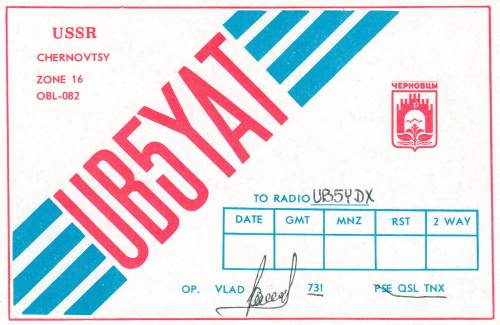 USSR
CHERNOVTSY
ZONE 16
OBL-082
UB5YAT
ЧЕРНОВЦЫ
TO RADIO UB5YDX
DATE GMT MNZ RST 2 WAY
OP. VLAD 73! PSE QSL TNX